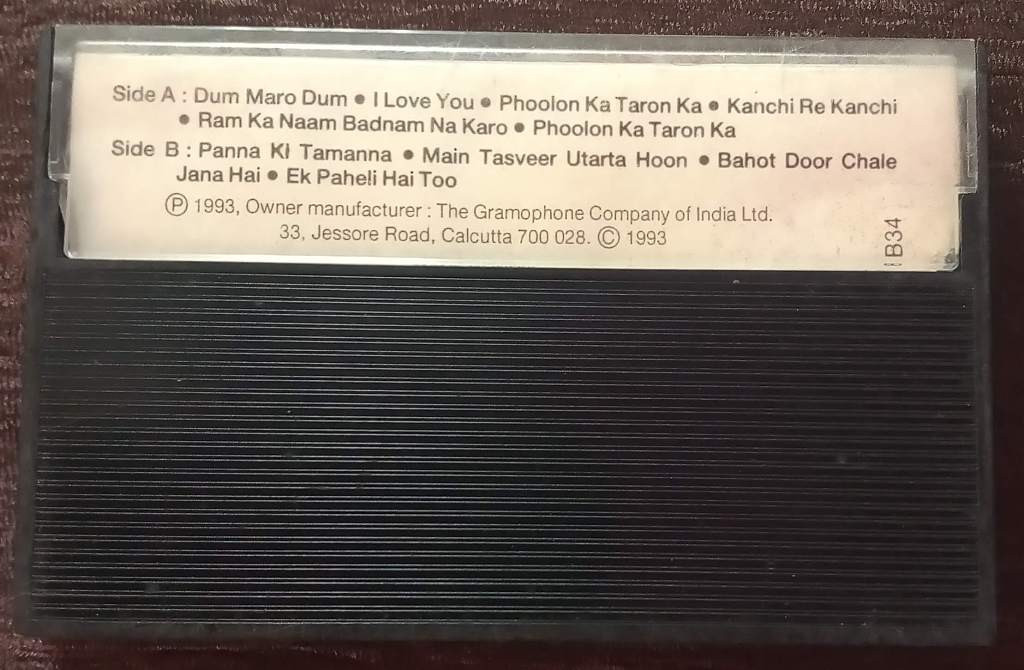 Side A : Dum Maro Dum • I Love You • Phoolon Ka Taron Ka • Kanchi Re Kanchi
• Ram Ka Naam Badnam Na Karo • Phoolon Ka Taron Ka
Side B : Panna Ki Tamanna • Main Tasveer Utarta Hoon • Bahot Door Chale
Jana Hai • Ek Paheli Hai Too
Ⓟ 1993, Owner manufacturer : The Gramophone Company of India Ltd.
33, Jessore Road, Calcutta 700 028. © 1993
B34